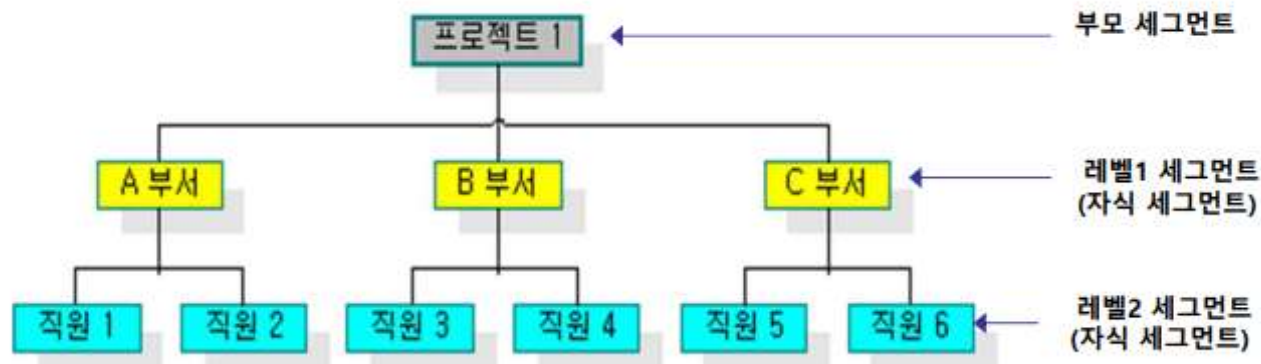 프로젝트 1
부모 세그먼트
A 부서
B 부서
C 부서
레벨1 세그먼트
(자식 세그먼트)
직원 1
직원 2
직원 3
직원 4
직원 5
직원 6
레벨2 세그먼트
(자식 세그먼트)